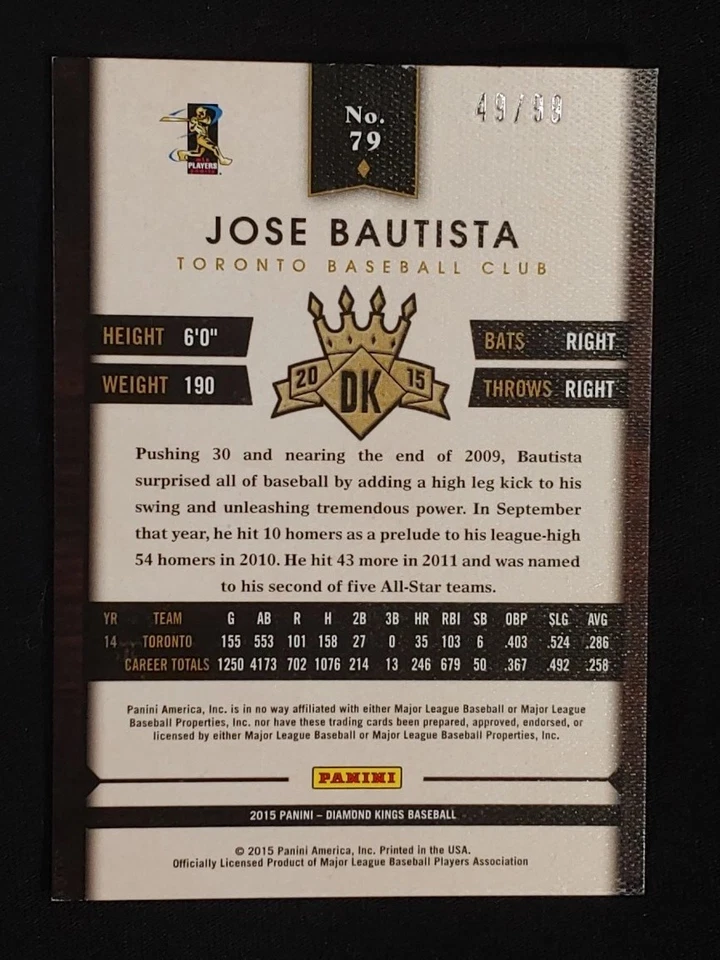 49/99
No.
79
MLB
PLAYERS
JOSE BAUTISTA
TORONTO BASEBALL CLUB
HEIGHT 6'0" BATS RIGHT
WEIGHT 190 THROWS RIGHT
20 DK 15
Pushing 30 and nearing the end of 2009, Bautista
surprised all of baseball by adding a high leg kick to his
swing and unleashing tremendous power. In September
that year, he hit 10 homers as a prelude to his league-high
54 homers in 2010. He hit 43 more in 2011 and was named
to his second of five All-Star teams.
YR TEAM G AB R H 2B 3B HR RBI SB OBP SLG AVG
14 TORONTO 155 553 101 158 27 0 35 103 6 .403 .524 .286
CAREER TOTALS 1250 4173 702 1076 214 13 246 679 50 .367 .492 .258
Panini America, Inc. is in no way affiliated with either Major League Baseball or Major League
Baseball Properties, Inc. nor have these trading cards been prepared, approved, endorsed, or
licensed by either Major League Baseball or Major League Baseball Properties, Inc.
PANINI
2015 PANINI – DIAMOND KINGS BASEBALL
© 2015 Panini America, Inc. Printed in the USA.
Officially Licensed Product of Major League Baseball Players Association